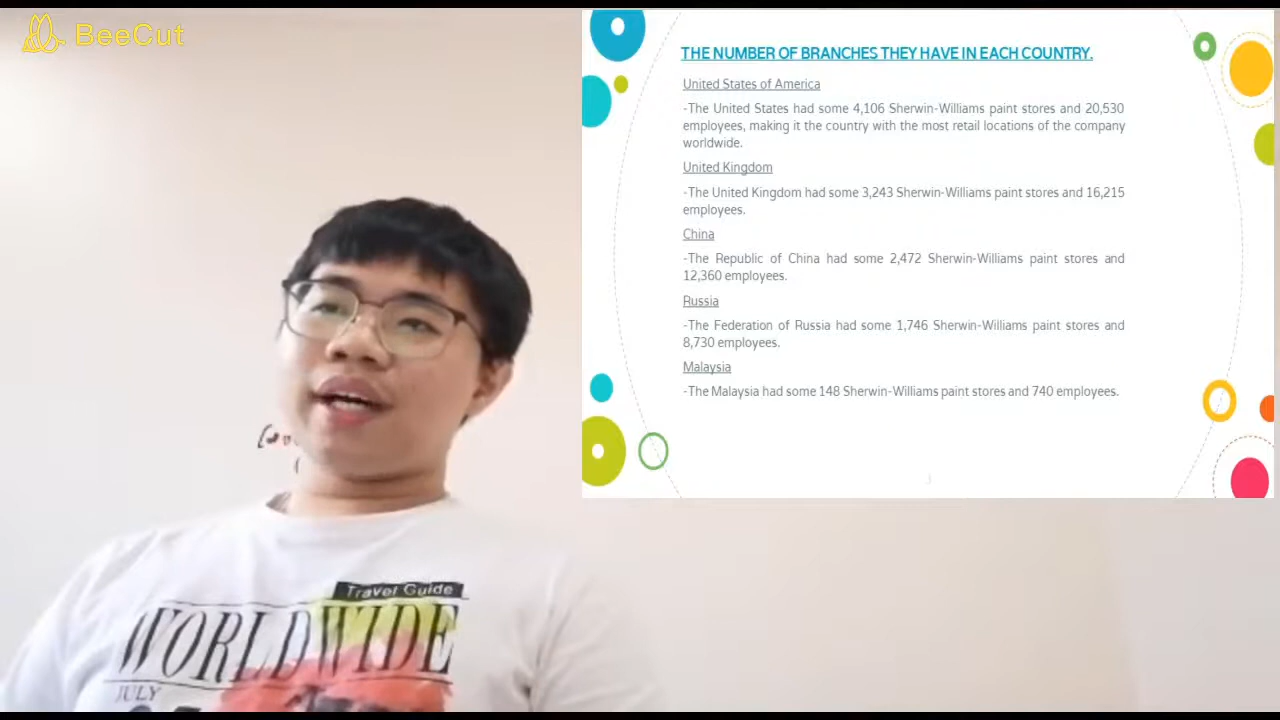 BeeCut
THE NUMBER OF BRANCHES THEY HAVE IN EACH COUNTRY.
United States of America
-The United States had some 4,106 Sherwin-Williams paint stores and 20,530
employees, making it the country with the most retail locations of the company
worldwide.
United Kingdom
-The United Kingdom had some 3,243 Sherwin-Williams paint stores and 16,215
employees.
China
-The Republic of China had some 2,472 Sherwin-Williams paint stores and
12,360 employees.
Russia
-The Federation of Russia had some 1,746 Sherwin-Williams paint stores and
8,730 employees.
Malaysia
-The Malaysia had some 148 Sherwin-Williams paint stores and 740 employees.
Travel Guide
WORLDWIDE
JULY